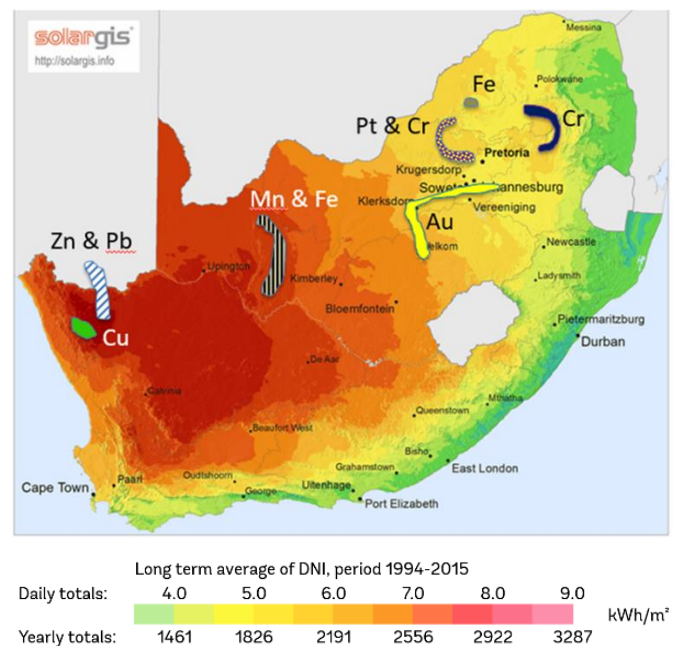 solargis
http://solargis.info
Messina
Polokwane
Fe
Cr
Pt & Cr
Pretoria
Krugersdorp
Sowet
annesburg
Klerksdorp
Vereeniging
Mn & Fe
Au
elkom
Newcastle
Zn & Pb
Upington
Kimberley
Ladysmith
Bloemfontein
Pietermaritzburg
Durban
Cu
De Aar
Calvinia
Queenstown
Mthatha
Beaufort West
Bisho
East London
Grahamstown
Oudtshoorn
Cape Town
Paarl
George
Uitenhage
Port Elizabeth
Long term average of DNI, period 1994-2015
Daily totals: 4.0 5.0 6.0 7.0 8.0 9.0
kWh/m²
Yearly totals: 1461 1826 2191 2556 2922 3287